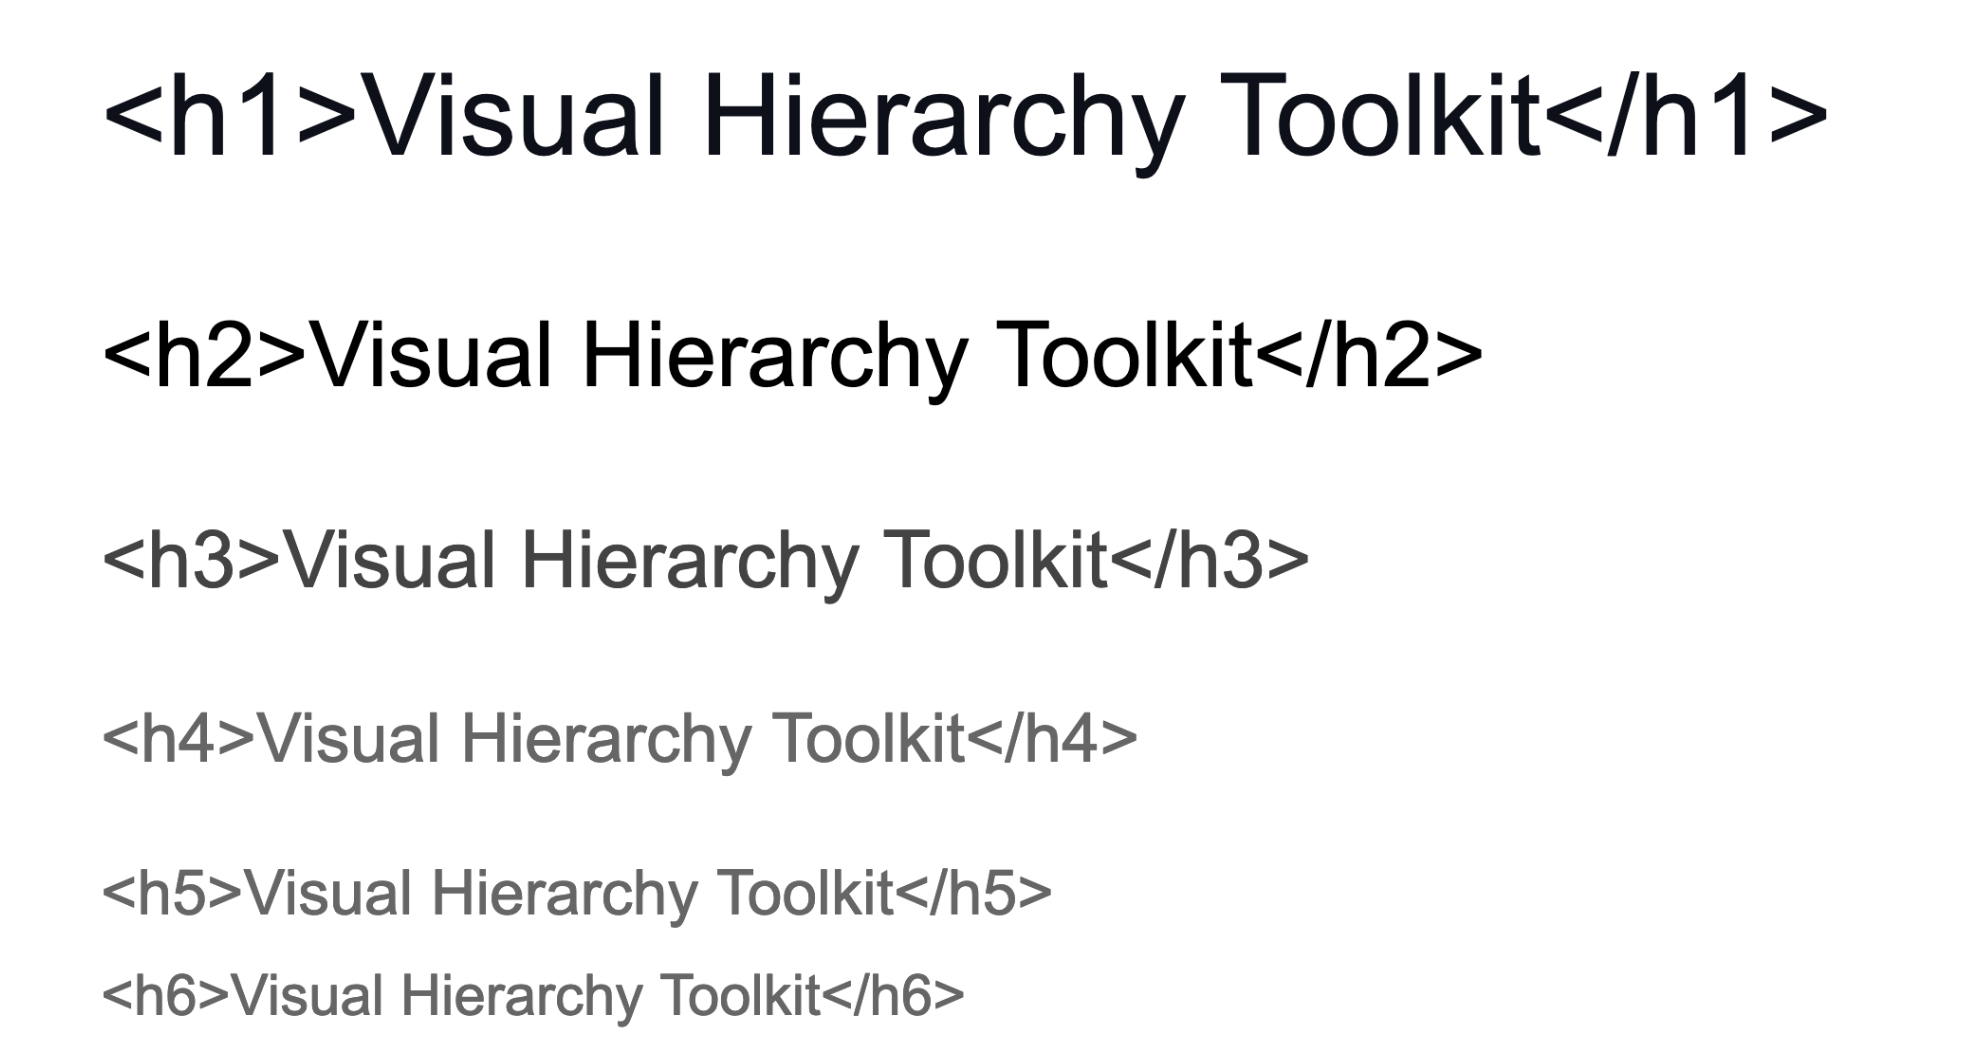 <h1>Visual Hierarchy Toolkit</h1>
<h2>Visual Hierarchy Toolkit</h2>
<h3>Visual Hierarchy Toolkit</h3>
<h4>Visual Hierarchy Toolkit</h4>
<h5>Visual Hierarchy Toolkit</h5>
<h6>Visual Hierarchy Toolkit</h6>